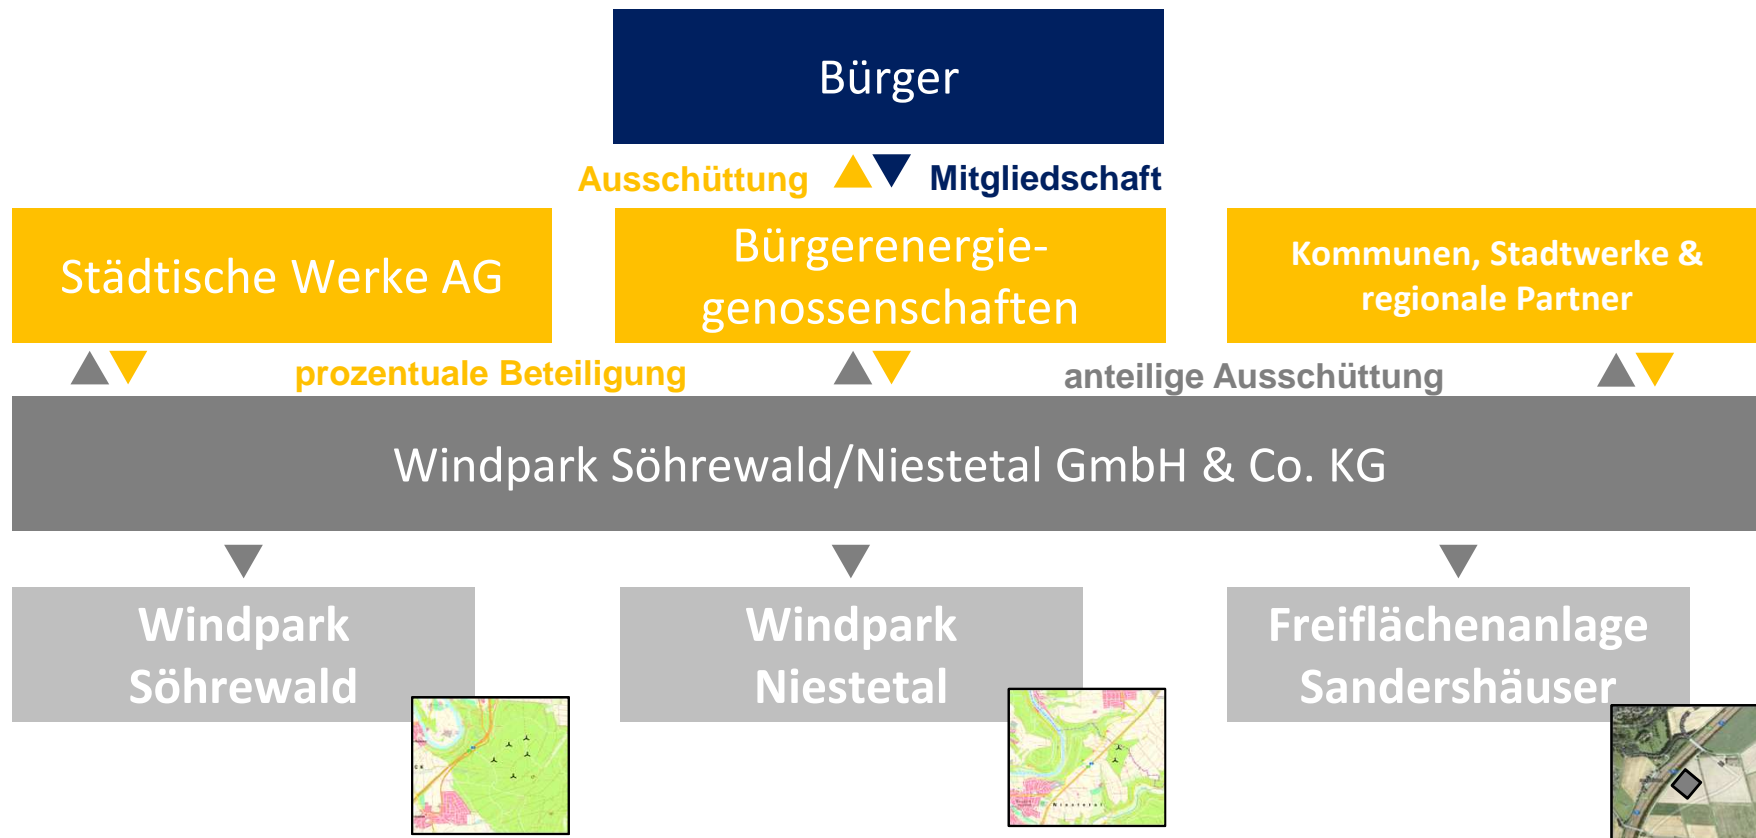 Bürger
Ausschüttung
Mitgliedschaft
Städtische Werke AG
Bürgerenergie-
genossenschaften
Kommunen, Stadtwerke &
regionale Partner
prozentuale Beteiligung
anteilige Ausschüttung
Windpark Söhrewald/Niestetal GmbH & Co. KG
Windpark
Söhrewald
Windpark
Niestetal
Freiflächenanlage
Sandershäuser
Niestetal